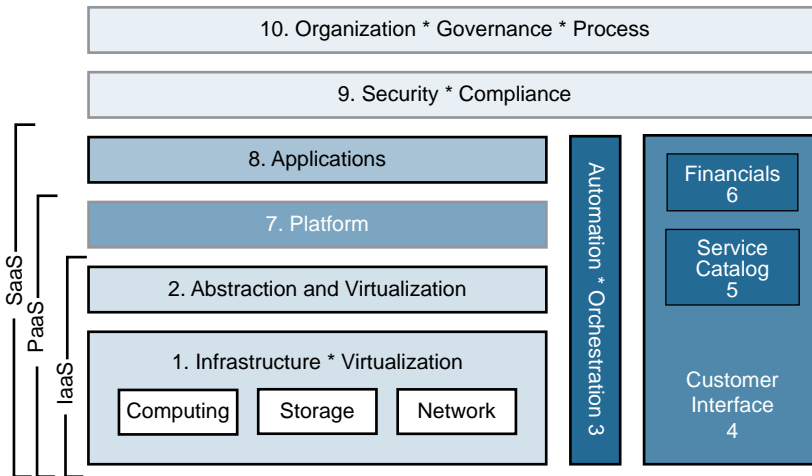 10. Organization * Governance * Process
9. Security * Compliance
8. Applications
7. Platform
2. Abstraction and Virtualization
1. Infrastructure * Virtualization
Computing
Storage
Network
SaaS
PaaS
IaaS
Automation * Orchestration 3
Financials
6
Service
Catalog
5
Customer
Interface
4